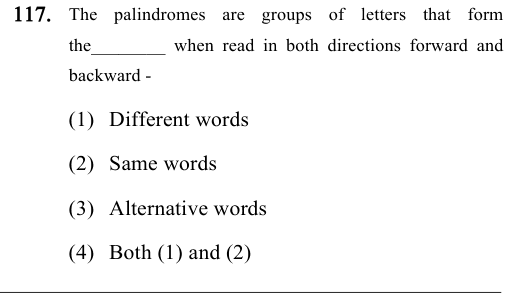 117. The palindromes are groups of letters that form
the________ when read in both directions forward and
backward -
(1) Different words
(2) Same words
(3) Alternative words
(4) Both (1) and (2)